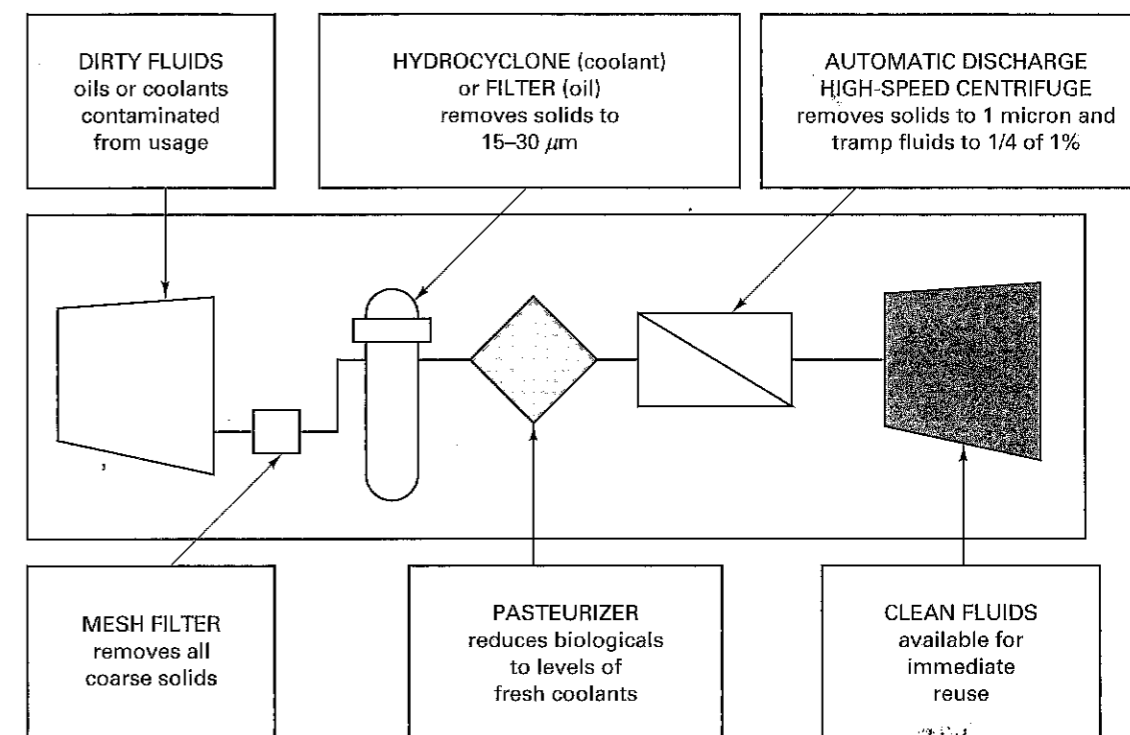 DIRTY FLUIDS
oils or coolants
contaminated
from usage
HYDROCYCLONE (coolant)
or FILTER (oil)
removes solids to
15–30 μm
AUTOMATIC DISCHARGE
HIGH-SPEED CENTRIFUGE
removes solids to 1 micron and
tramp fluids to 1/4 of 1%
MESH FILTER
removes all
coarse solids
PASTEURIZER
reduces biologicals
to levels of
fresh coolants
CLEAN FLUIDS
available for
immediate
reuse